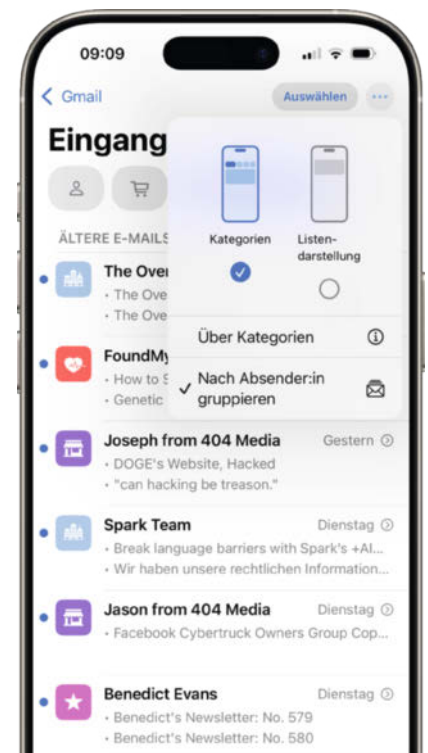 09:09
Gmail
Auswählen
Eingang
Kategorien
Listen-
darstellung
ÄLTERE E-MAILS
The Over
· The Ove
· The Ove
Über Kategorien
Nach Absender:in
gruppieren
FoundMy
· How to S
· Genetic
Joseph from 404 Media
Gestern
· DOGE's Website, Hacked
· "can hacking be treason."
Spark Team
Dienstag
· Break language barriers with Spark's +AI...
· Wir haben unsere rechtlichen Information...
Jason from 404 Media
Dienstag
· Facebook Cybertruck Owners Group Cop...
Benedict Evans
Dienstag
· Benedict's Newsletter: No. 579
· Benedict's Newsletter: No. 580